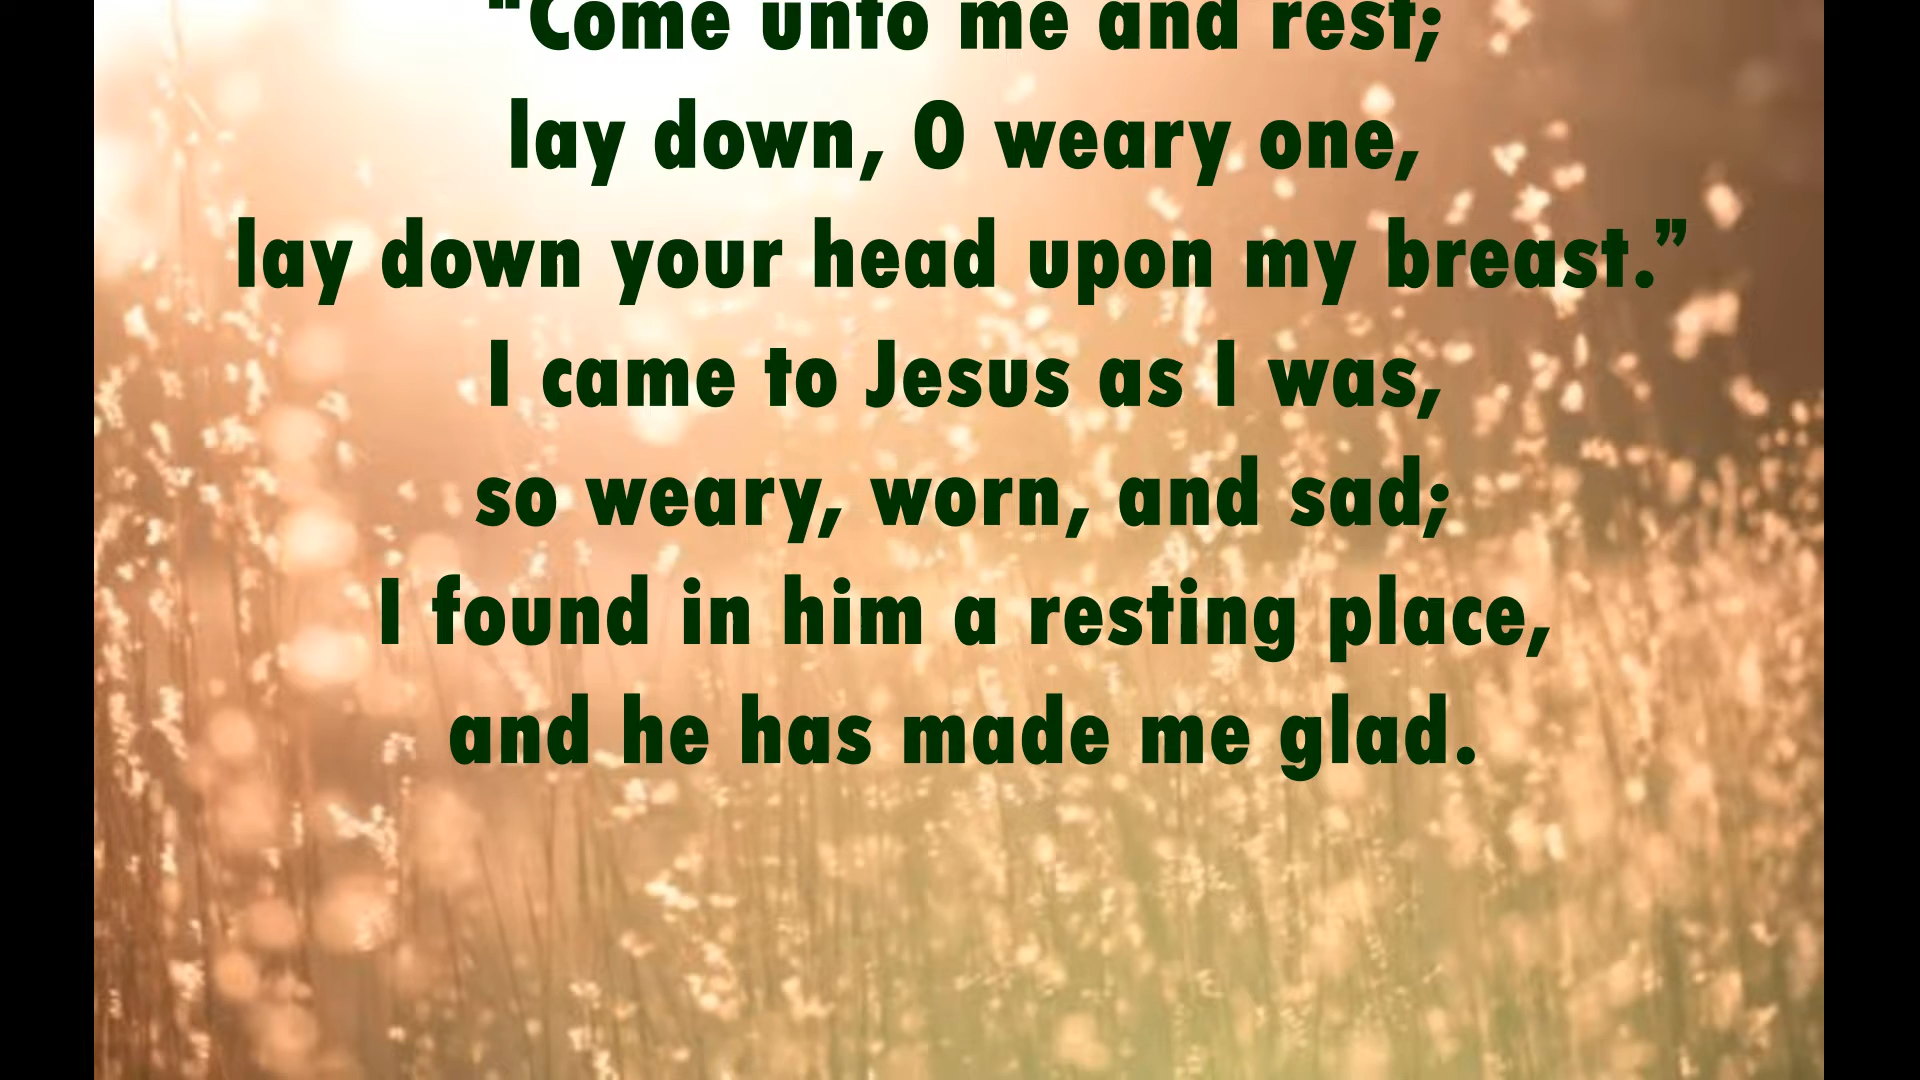 "Come unto me and rest;
lay down, O weary one,
lay down your head upon my breast.”
I came to Jesus as I was,
so weary, worn, and sad;
I found in him a resting place,
and he has made me glad.